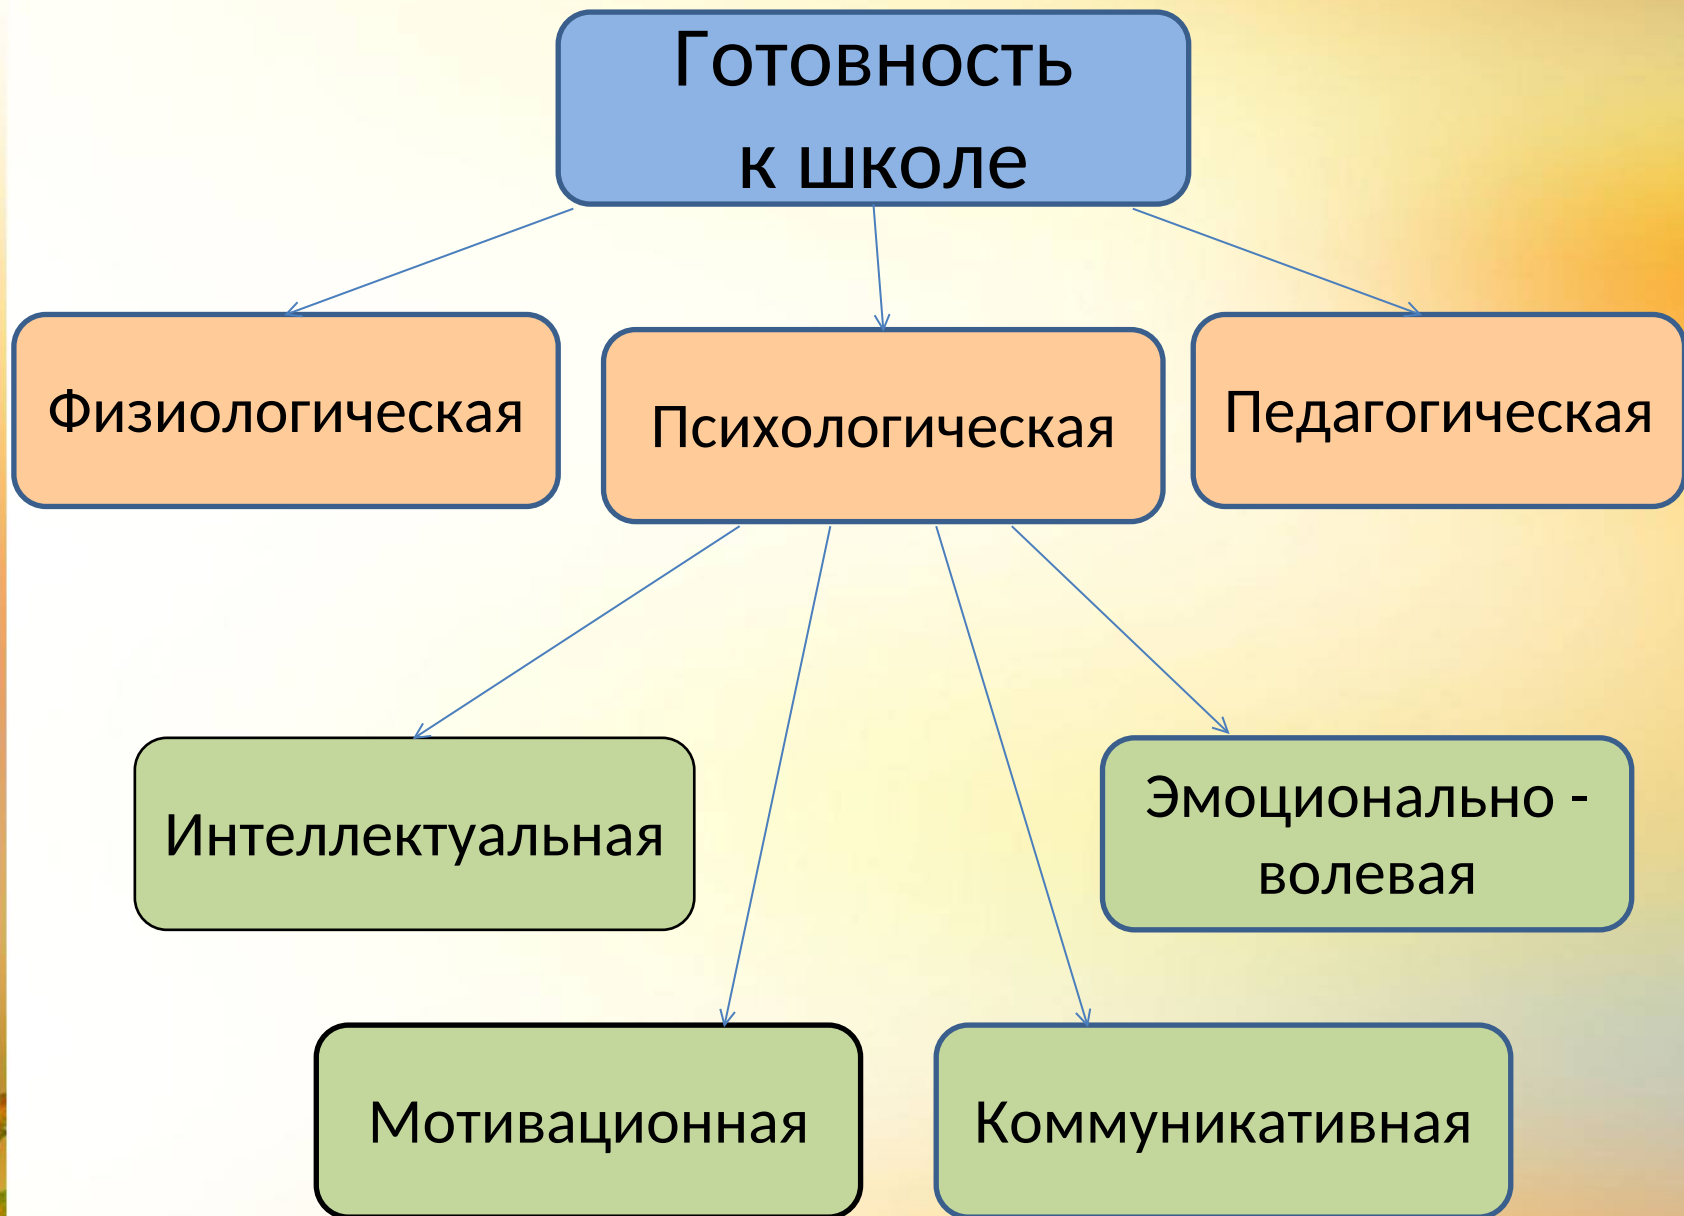 Готовность
к школе
Физиологическая
Психологическая
Педагогическая
Интеллектуальная
Эмоционально -
волевая
Мотивационная
Коммуникативная